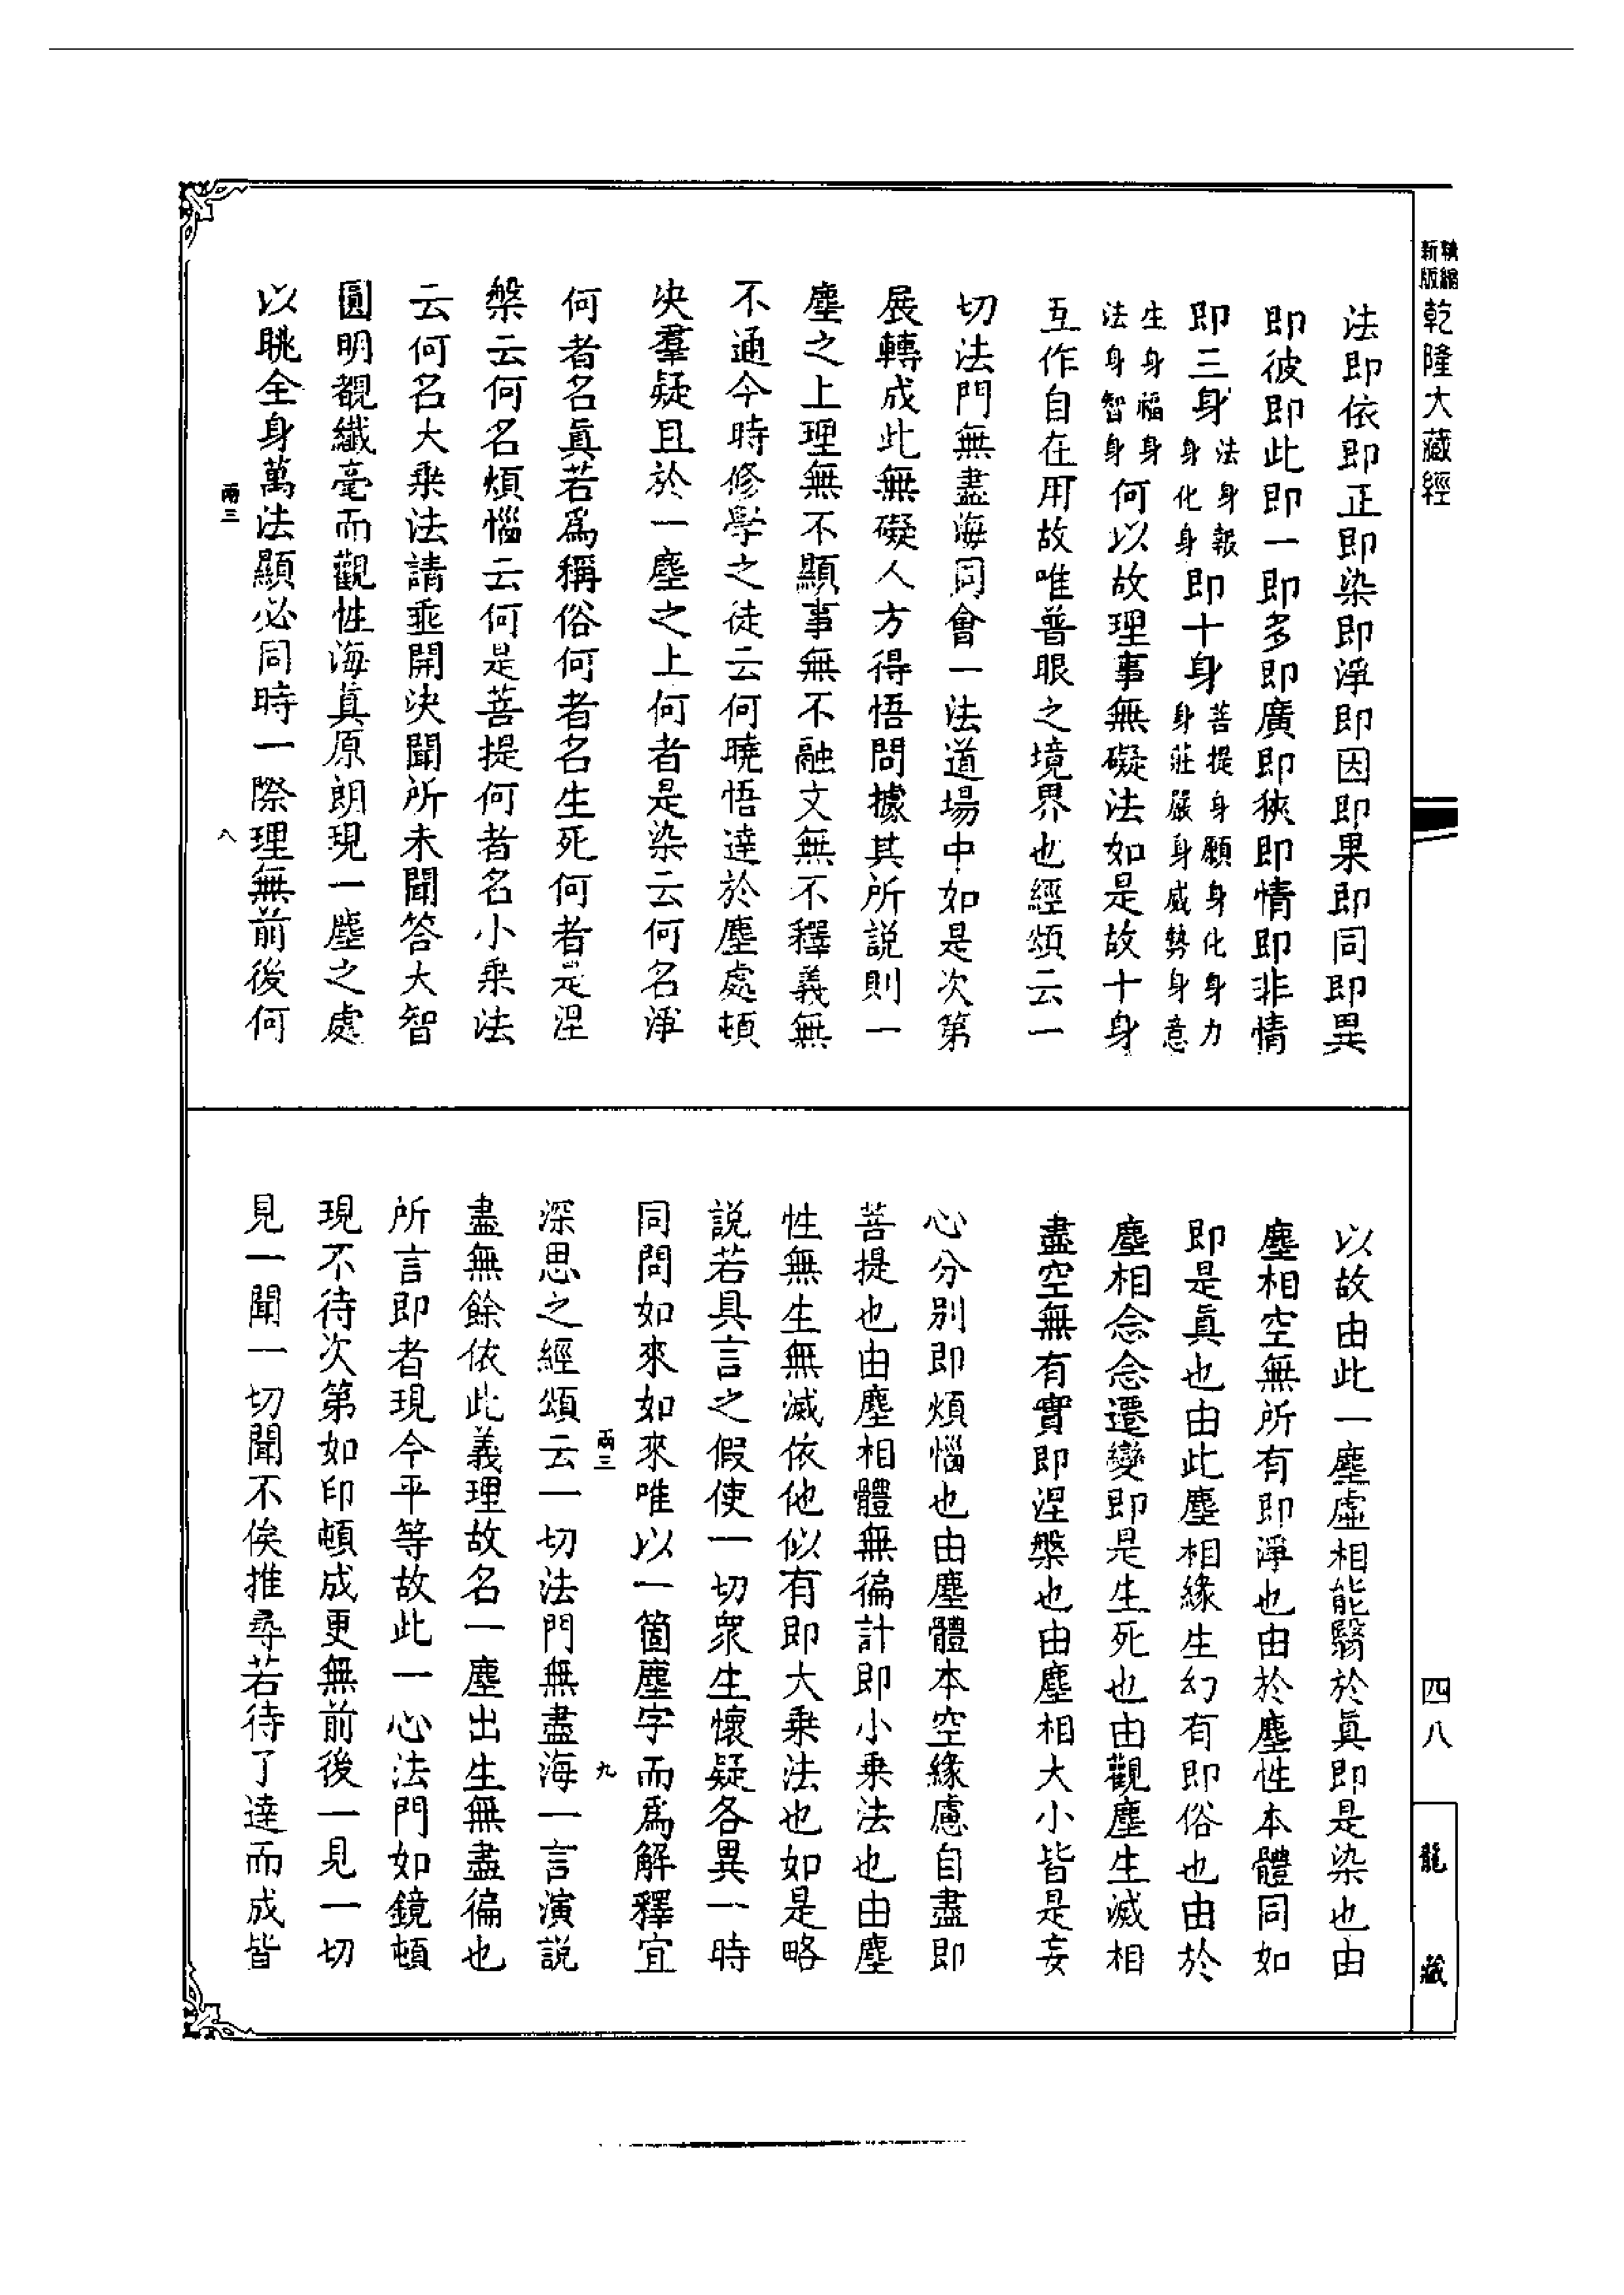 新版精縮
乾隆大藏經
四八
龍藏
法即依即正即染即淨即因即果即同即異
即彼即此即一即多即廣即狹即情即非情
即三身法身報身化身即十身菩提身願身化身力身莊嚴身威勢身意
生身福身法身智身何以故理事無礙法如是故十身
互作自在用故唯普眼之境界也經頌云一
切法門無盡海同會一法道場中如是次第
展轉成此無礙人方得悟問據其所說則一
塵之上理無不顯事無不融文無不釋義無
不通今時修學之徒云何曉悟達於塵處頓
決羣疑且於一塵之上何者是染云何名淨
何者名眞若爲稱俗何者名生死何者是涅
槃云何名煩惱云何是菩提何者名小乘法
云何名大乘法請垂開決聞所未聞答大智
圓明覩纖毫而觀性海真原朗現一塵之處
以眺全身萬法顯必同時一際理無前後何
兩三
八
以故由此一塵虛相能翳於眞即是染也由
塵相空無所有即淨也由於塵性本體同如
即是眞也由此塵相緣生幻有即俗也由於
塵相念念遷變即是生死也由觀塵生滅相
盡空無有實即涅槃也由塵相大小皆是妄
心分別即煩惱也由塵體本空緣慮自盡即
菩提也由塵相體無徧計即小乘法也由塵
性無生無滅依他似有即大乘法也如是略
說若具言之假使一切眾生懷疑各異一時
同問如來如來唯以一箇塵字而爲解釋宜
兩三
九
深思之經頌云一切法門無盡海一言演說
盡無餘依此義理故名一塵出生無盡徧也
所言即者現今平等故此一心法門如鏡頓
現不待次第如印頓成更無前後一見一切
見一聞一切聞不俟推尋若待了達而成皆